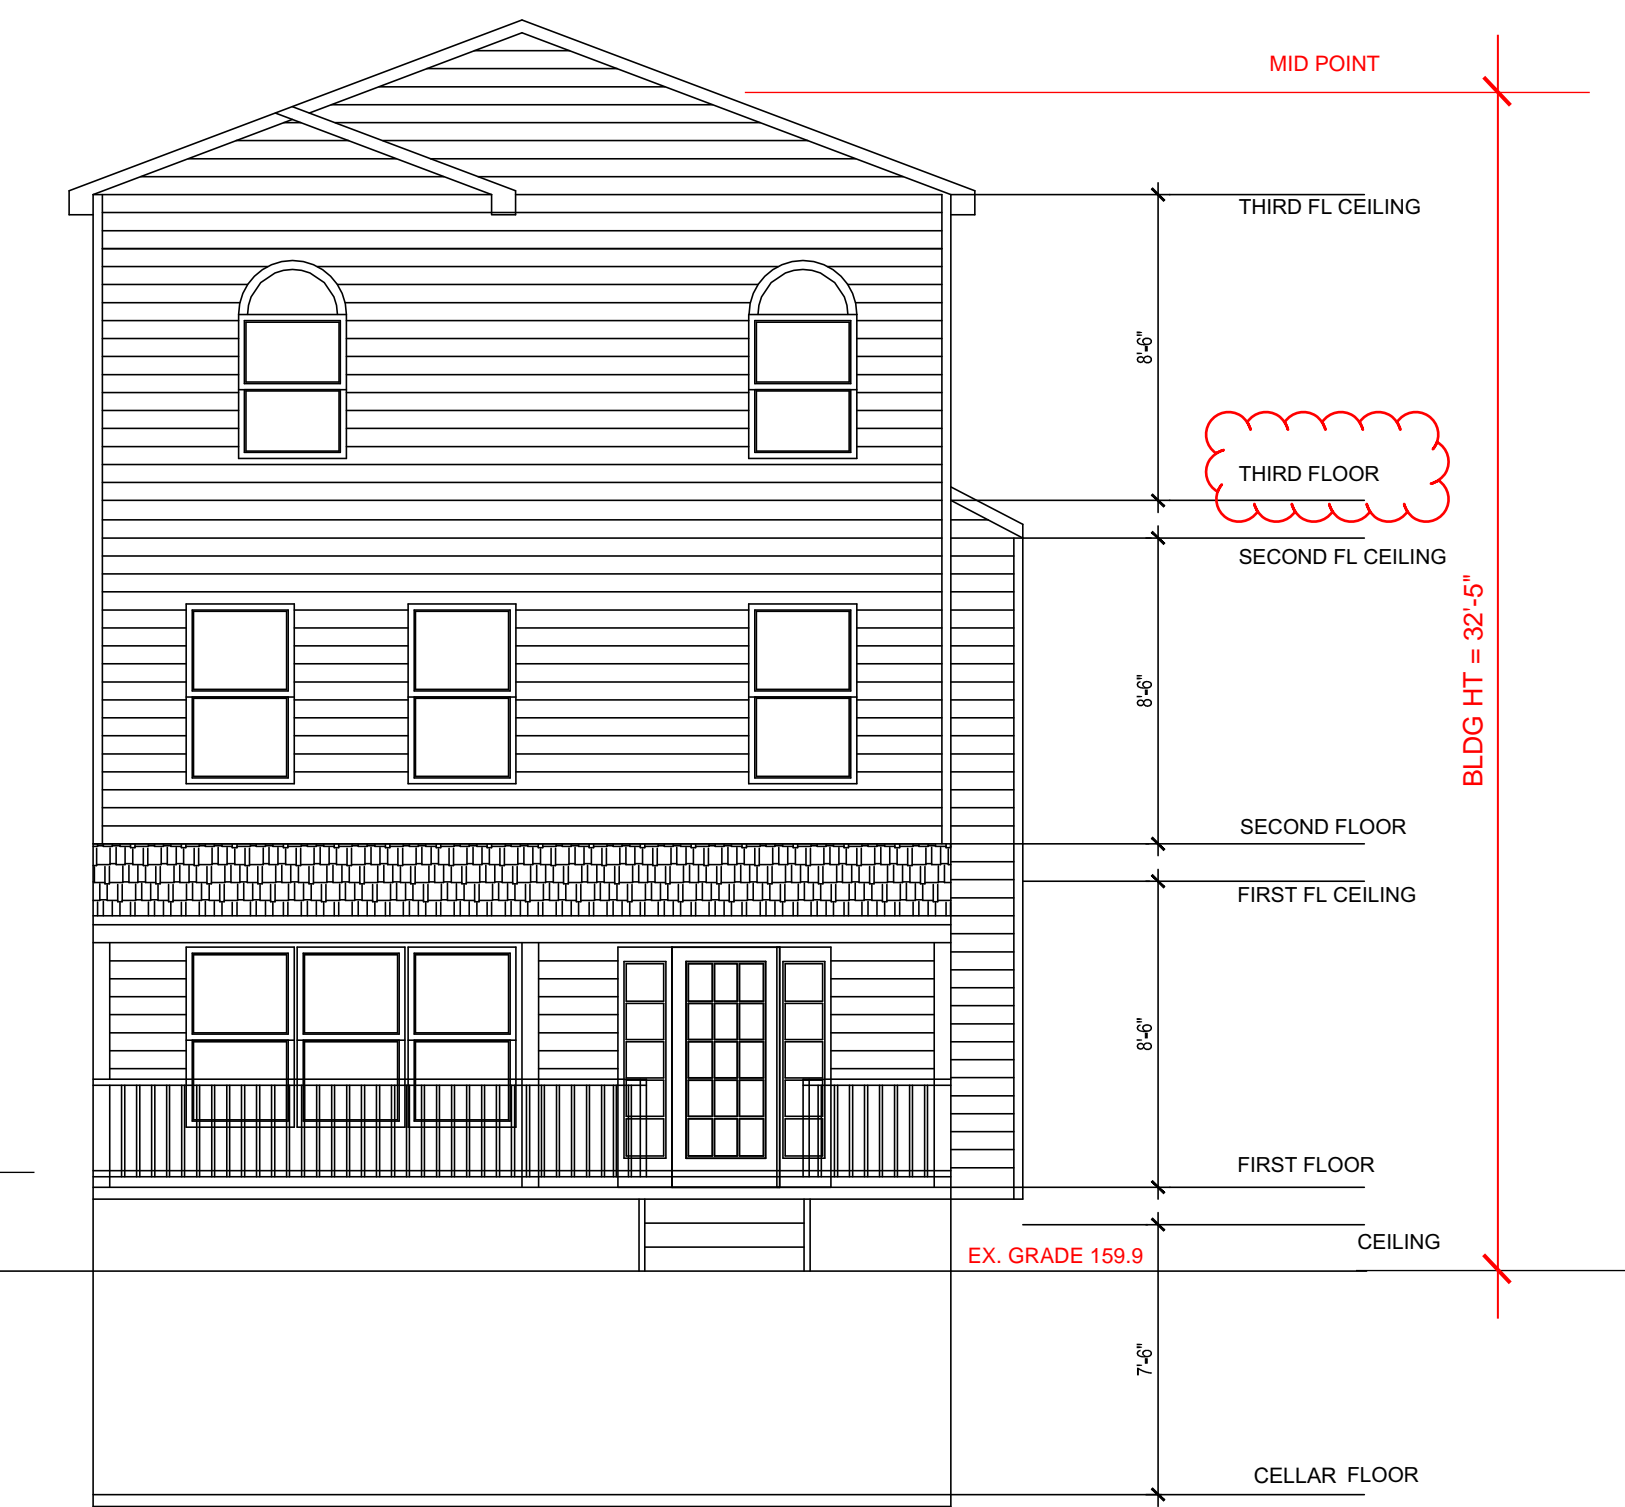 MID POINT
THIRD FL CEILING
8'-6"
THIRD FLOOR
SECOND FL CEILING
BLDG HT = 32'-5"
8'-6"
SECOND FLOOR
FIRST FL CEILING
8'-6"
FIRST FLOOR
CEILING
EX. GRADE 159.9
7'-6"
CELLAR FLOOR